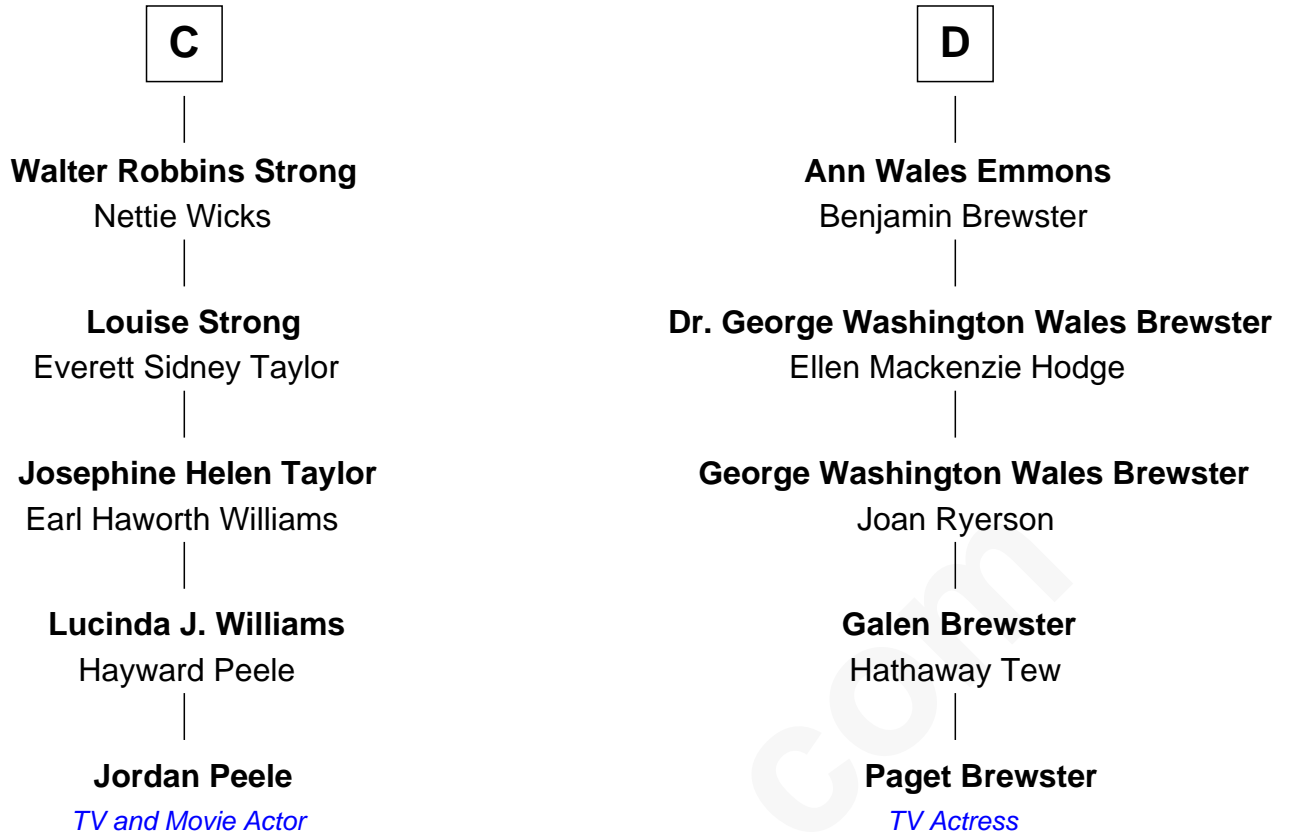 C
D
Walter Robbins Strong
Nettie Wicks
Ann Wales Emmons
Benjamin Brewster
Louise Strong
Everett Sidney Taylor
Dr. George Washington Wales Brewster
Ellen Mackenzie Hodge
Josephine Helen Taylor
Earl Haworth Williams
George Washington Wales Brewster
Joan Ryerson
Lucinda J. Williams
Hayward Peele
Galen Brewster
Hathaway Tew
Jordan Peele
TV and Movie Actor
Paget Brewster
TV Actress
com